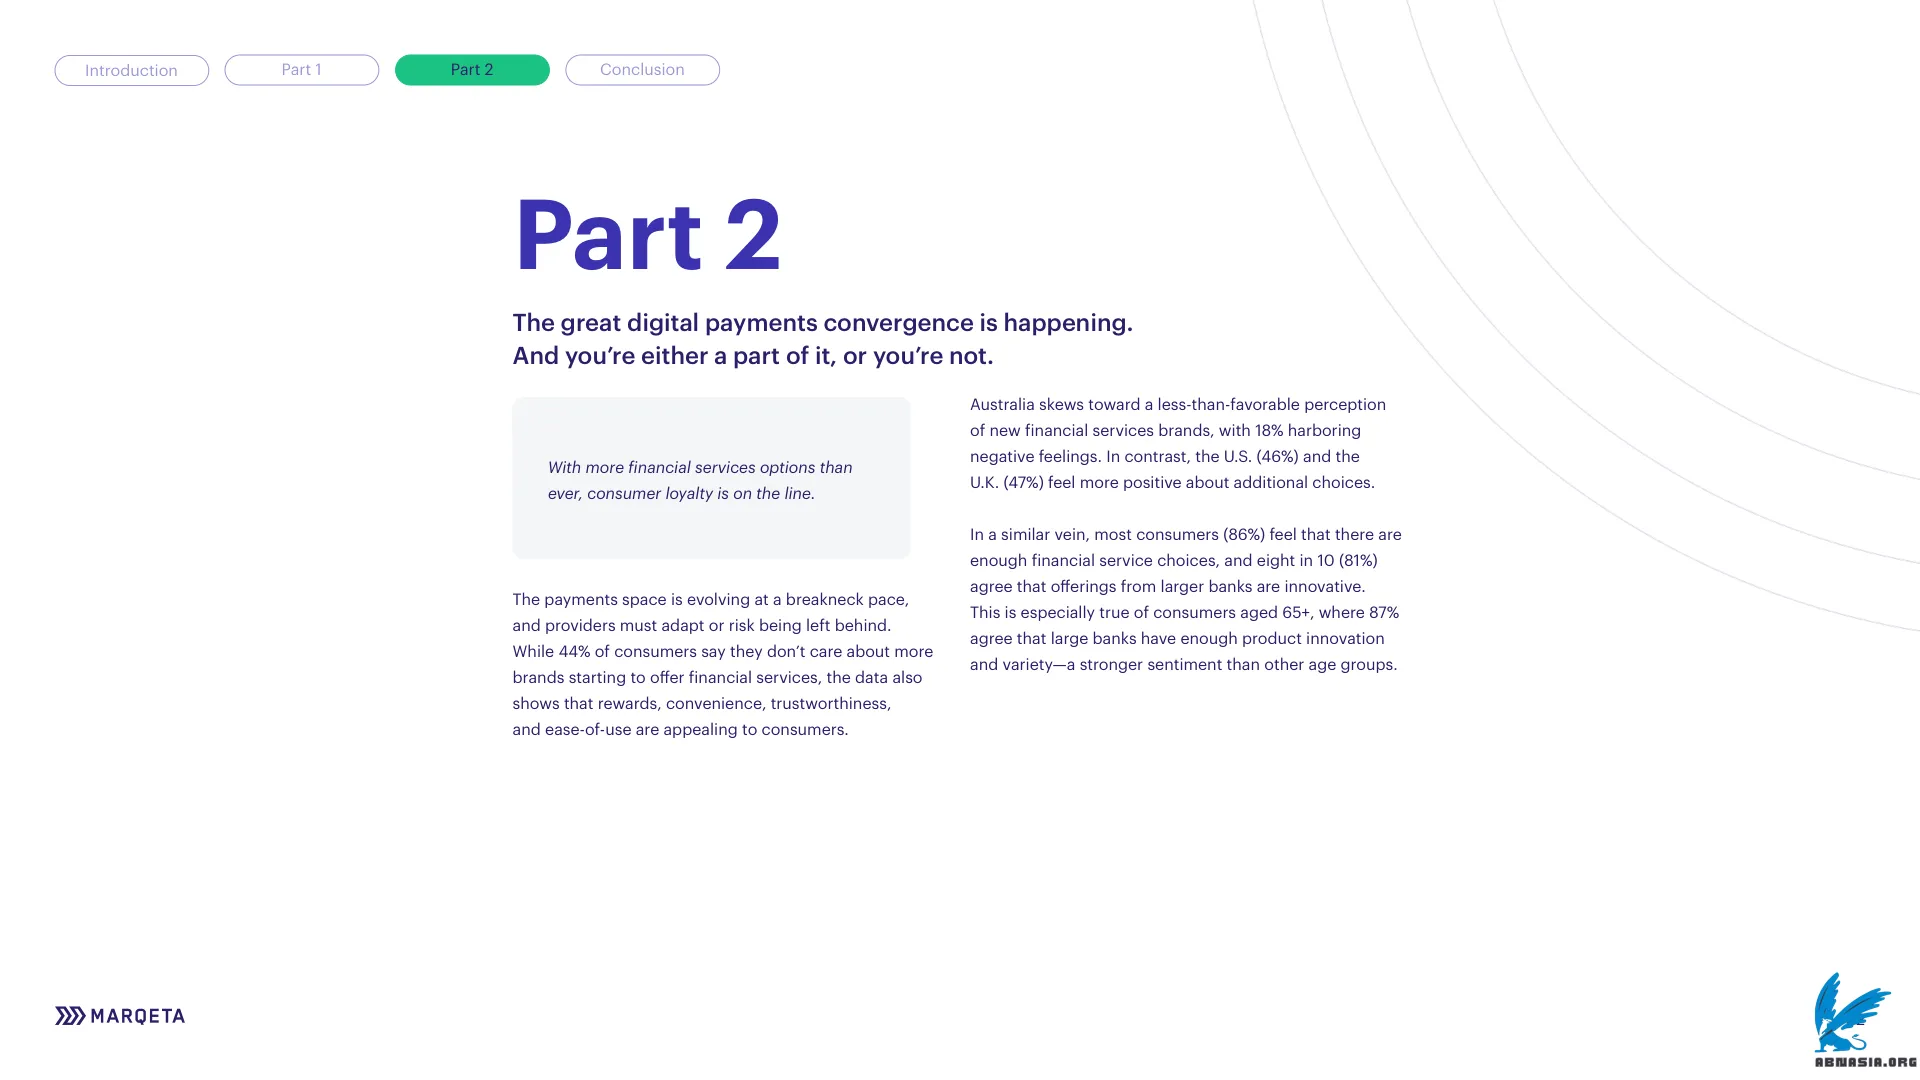 Introduction
Part 1
Part 2
Conclusion
Part 2
The great digital payments convergence is happening.
And you’re either a part of it, or you’re not.
With more financial services options than
ever, consumer loyalty is on the line.
The payments space is evolving at a breakneck pace,
and providers must adapt or risk being left behind.
While 44% of consumers say they don’t care about more
brands starting to offer financial services, the data also
shows that rewards, convenience, trustworthiness,
and ease-of-use are appealing to consumers.
Australia skews toward a less-than-favorable perception
of new financial services brands, with 18% harboring
negative feelings. In contrast, the U.S. (46%) and the
U.K. (47%) feel more positive about additional choices.
In a similar vein, most consumers (86%) feel that there are
enough financial service choices, and eight in 10 (81%)
agree that offerings from larger banks are innovative.
This is especially true of consumers aged 65+, where 87%
agree that large banks have enough product innovation
and variety—a stronger sentiment than other age groups.
MARQETA
ABNASIA.ORG